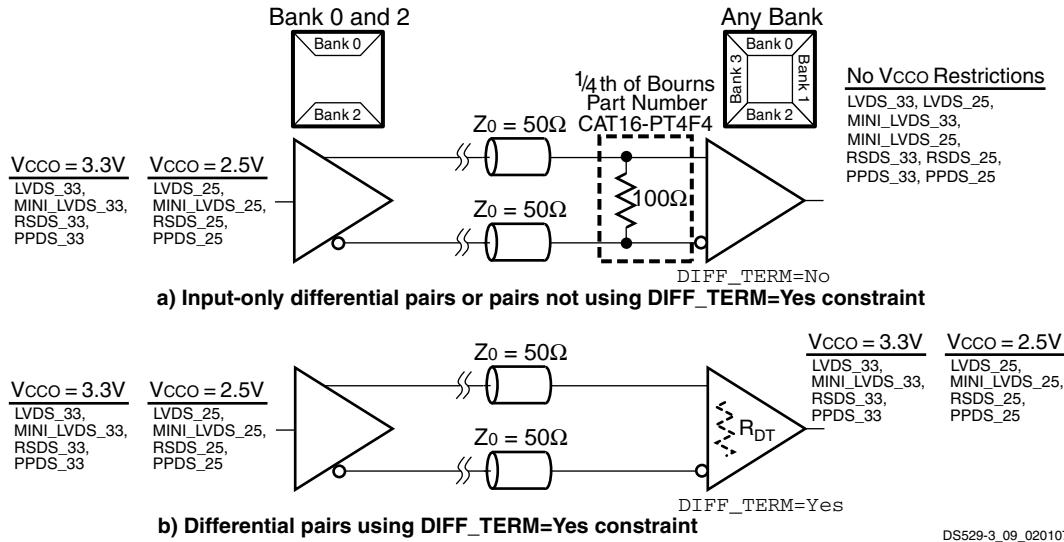 Bank 0 and 2
Bank 0
Bank 2
Any Bank
Bank 0
Bank 3
Bank 1
Bank 2
1/4th of Bourns
Part Number
CAT16-PT4F4
No VCCO Restrictions
LVDS_33, LVDS_25,
MINI_LVDS_33,
MINI_LVDS_25,
RSDS_33, RSDS_25,
PPDS_33, PPDS_25
VCCO = 3.3V
LVDS_33,
MINI_LVDS_33,
RSDS_33,
PPDS_33
VCCO = 2.5V
LVDS_25,
MINI_LVDS_25,
RSDS_25,
PPDS_25
Z0 = 50Ω
Z0 = 50Ω
100Ω
DIFF_TERM=No
a) Input-only differential pairs or pairs not using DIFF_TERM=Yes constraint
VCCO = 3.3V
LVDS_33,
MINI_LVDS_33,
RSDS_33,
PPDS_33
VCCO = 2.5V
LVDS_25,
MINI_LVDS_25,
RSDS_25,
PPDS_25
Z0 = 50Ω
Z0 = 50Ω
RDT
DIFF_TERM=Yes
VCCO = 3.3V
LVDS_33,
MINI_LVDS_33,
RSDS_33,
PPDS_33
VCCO = 2.5V
LVDS_25,
MINI_LVDS_25,
RSDS_25,
PPDS_25
b) Differential pairs using DIFF_TERM=Yes constraint
DS529-3_09_020107